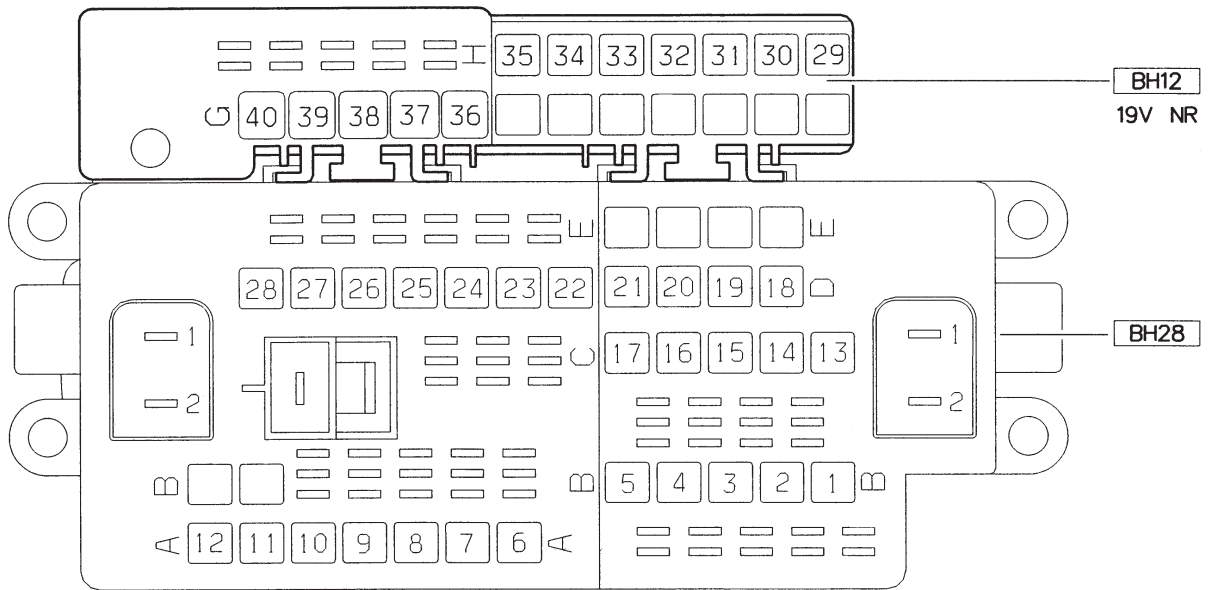 H 35 34 33 32 31 30 29
BH12
19V NR
G 40 39 38 37 36
E E
28 27 26 25 24 23 22 21 20 19 18 D
1 1
BH28
C 17 16 15 14 13
2 2
B B 5 4 3 2 1 B
A 12 11 10 9 8 7 6 A